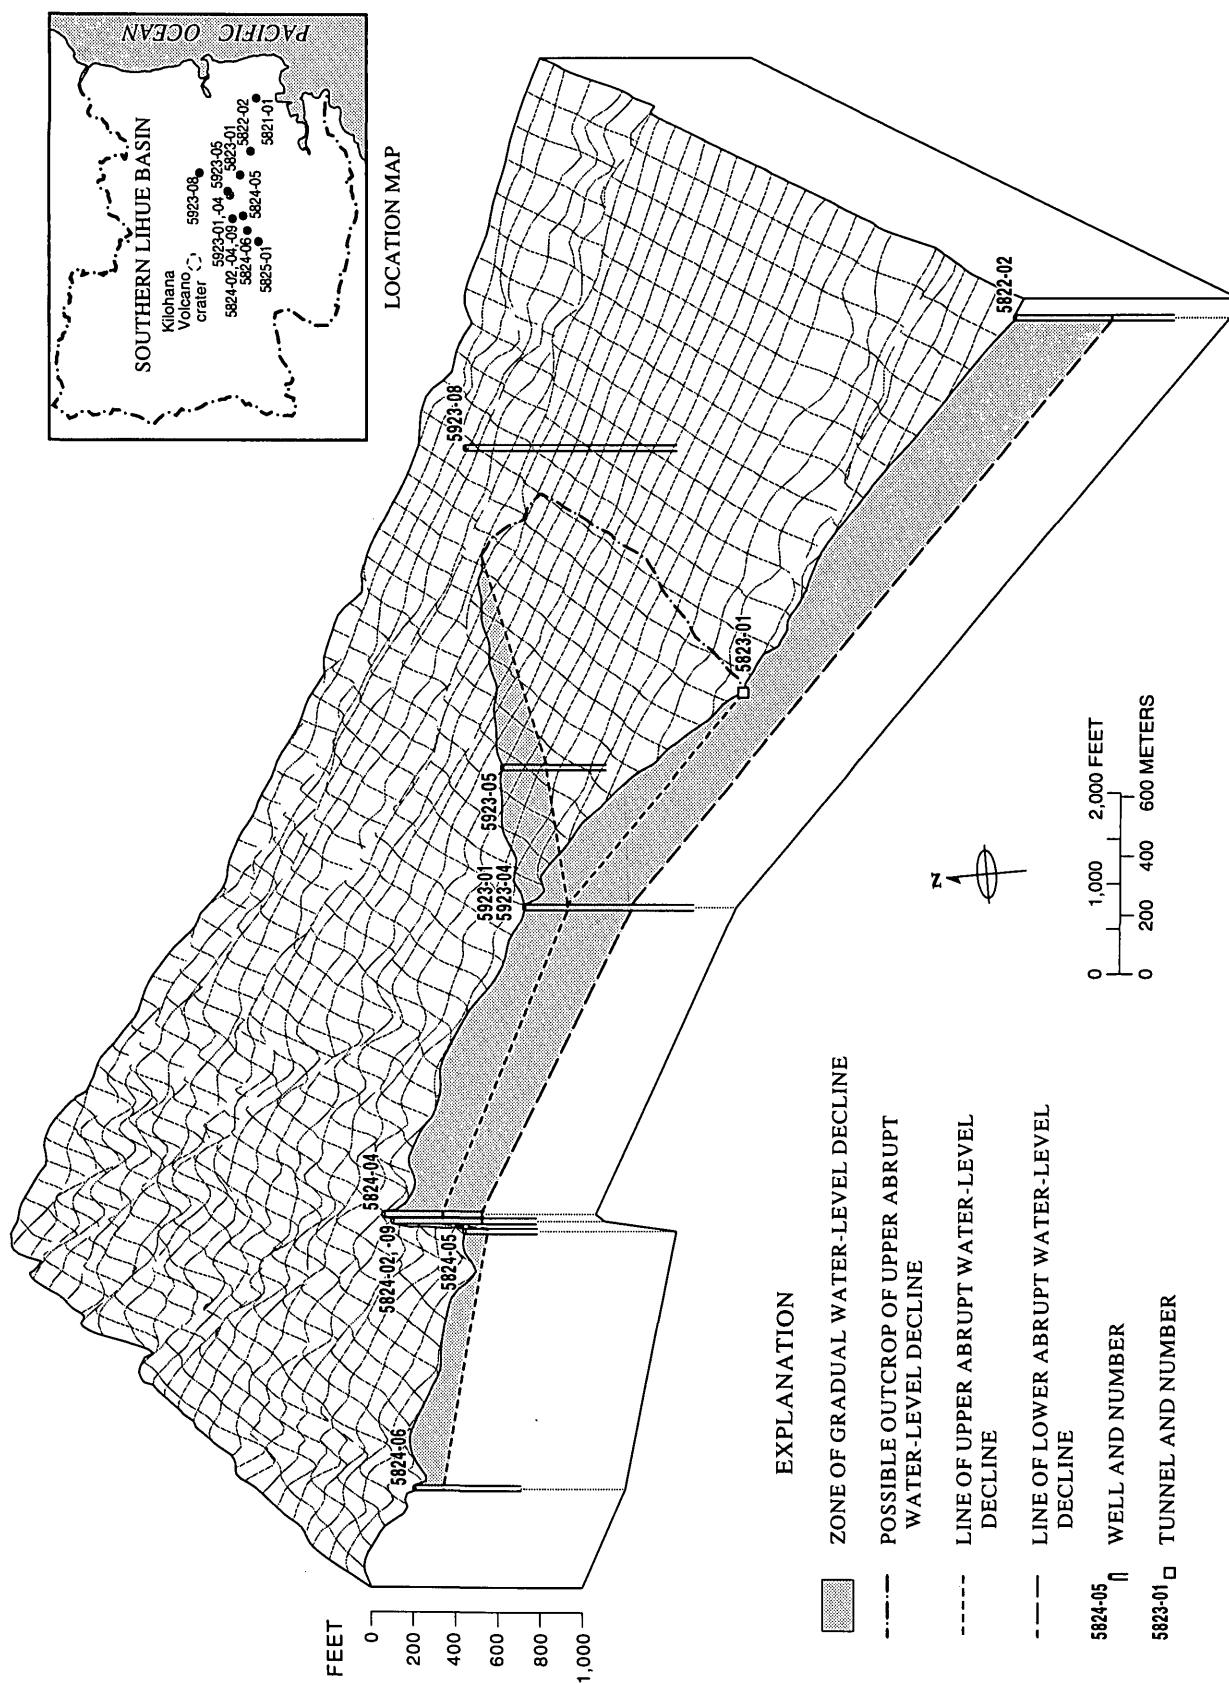 PACIFIC OCEAN
SOUTHERN LIHUE BASIN
Kilohana
Volcano
crater
5923-08
5923-05
5823-01
5822-02
5821-01
5923-01,-04
5824-02,-04,-09
5824-06
5825-01
5824-05
LOCATION MAP
5923-08
5822-02
5823-01
5923-05
5923-01
5923-04
5824-04
5824-02,-09
5824-05
5824-06
FEET
0
200
400
600
800
1,000
N
0 1,000 2,000 FEET
0 200 400 600 METERS
EXPLANATION
ZONE OF GRADUAL WATER-LEVEL DECLINE
POSSIBLE OUTCROP OF UPPER ABRUPT
WATER-LEVEL DECLINE
LINE OF UPPER ABRUPT WATER-LEVEL
DECLINE
LINE OF LOWER ABRUPT WATER-LEVEL
DECLINE
5824-05 WELL AND NUMBER
5823-01 TUNNEL AND NUMBER